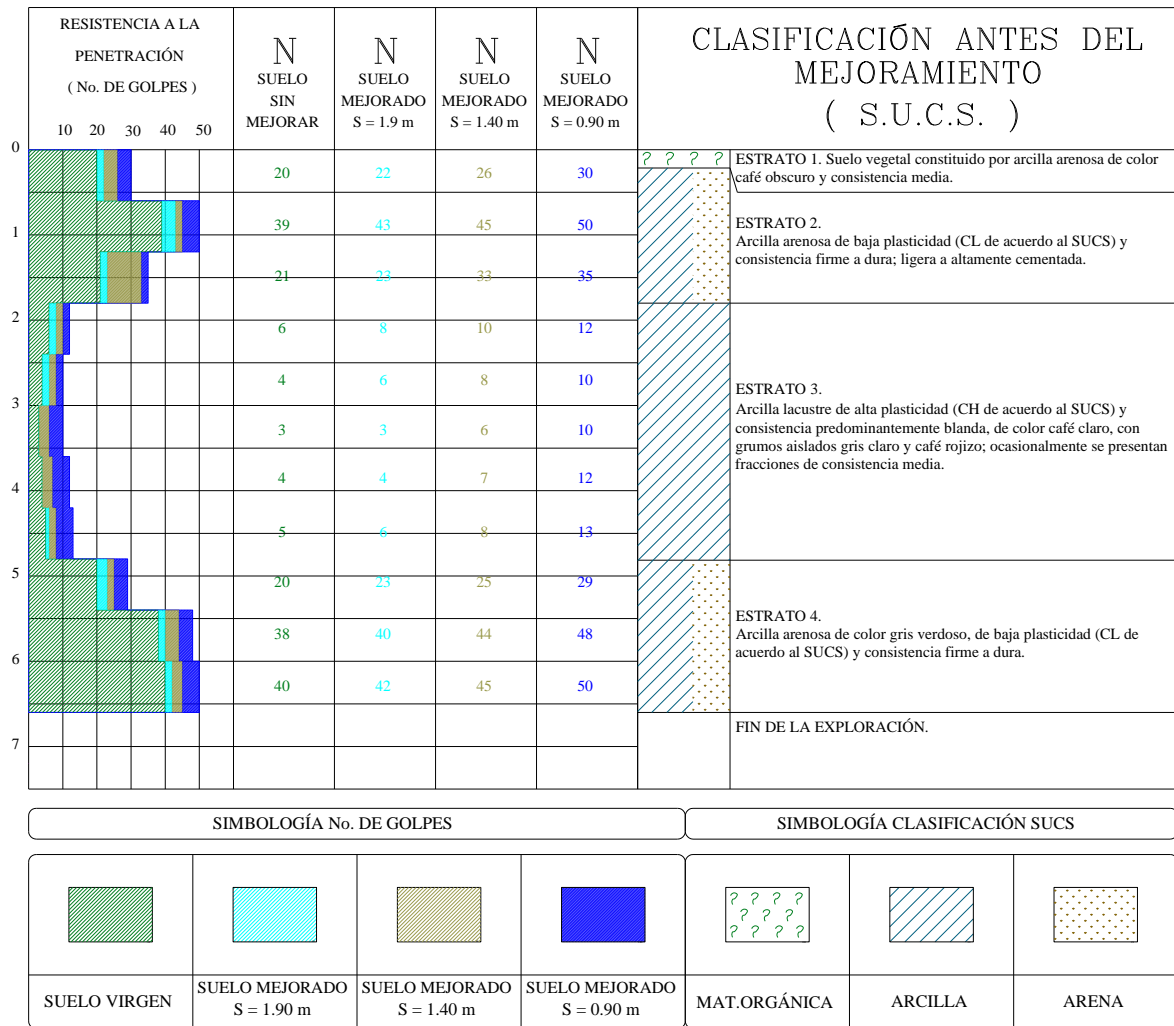 RESISTENCIA A LA
PENETRACIÓN
( No. DE GOLPES )
10 20 30 40 50
N
SUELO
SIN
MEJORAR
N
SUELO
MEJORADO
S = 1.9 m
N
SUELO
MEJORADO
S = 1.40 m
N
SUELO
MEJORADO
S = 0.90 m
CLASIFICACIÓN ANTES DEL
MEJORAMIENTO
( S.U.C.S. )
0
20 22 26 30
1
39 43 45 50
21 23 33 35
2
6 8 10 12
4 6 8 10
3
3 3 6 10
4 4 7 12
4
5 6 8 13
5
20 23 25 29
38 40 44 48
6
40 42 45 50
7
? ? ? ?
ESTRATO 1. Suelo vegetal constituido por arcilla arenosa de color
café obscuro y consistencia media.
ESTRATO 2.
Arcilla arenosa de baja plasticidad (CL de acuerdo al SUCS) y
consistencia firme a dura; ligera a altamente cementada.
ESTRATO 3.
Arcilla lacustre de alta plasticidad (CH de acuerdo al SUCS) y
consistencia predominantemente blanda, de color café claro, con
grumos aislados gris claro y café rojizo; ocasionalmente se presentan
fracciones de consistencia media.
ESTRATO 4.
Arcilla arenosa de color gris verdoso, de baja plasticidad (CL de
acuerdo al SUCS) y consistencia firme a dura.
FIN DE LA EXPLORACIÓN.
SIMBOLOGÍA No. DE GOLPES
SIMBOLOGÍA CLASIFICACIÓN SUCS
? ? ? ?
? ? ?
? ? ? ?
SUELO VIRGEN
SUELO MEJORADO
S = 1.90 m
SUELO MEJORADO
S = 1.40 m
SUELO MEJORADO
S = 0.90 m
MAT.ORGÁNICA
ARCILLA
ARENA